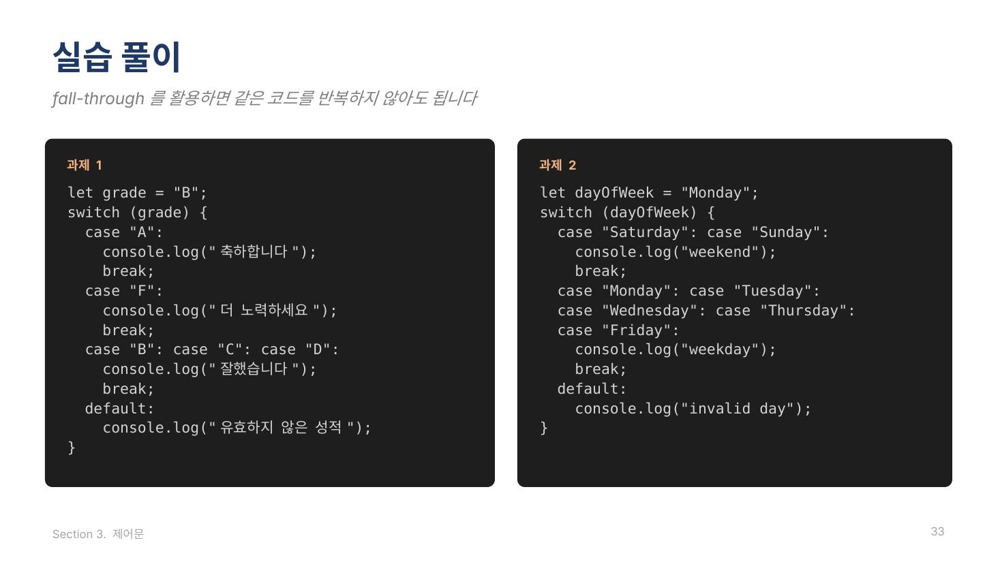 실습 풀이
fall-through 를 활용하면 같은 코드를 반복하지 않아도 됩니다
과제 1
let grade = "B";
switch (grade) {
  case "A":
    console.log("축하합니다");
    break;
  case "F":
    console.log("더 노력하세요");
    break;
  case "B": case "C": case "D":
    console.log("잘했습니다");
    break;
  default:
    console.log("유효하지 않은 성적");
}
과제 2
let dayOfWeek = "Monday";
switch (dayOfWeek) {
  case "Saturday": case "Sunday":
    console.log("weekend");
    break;
  case "Monday": case "Tuesday":
  case "Wednesday": case "Thursday":
  case "Friday":
    console.log("weekday");
    break;
  default:
    console.log("invalid day");
}
Section 3. 제어문
33